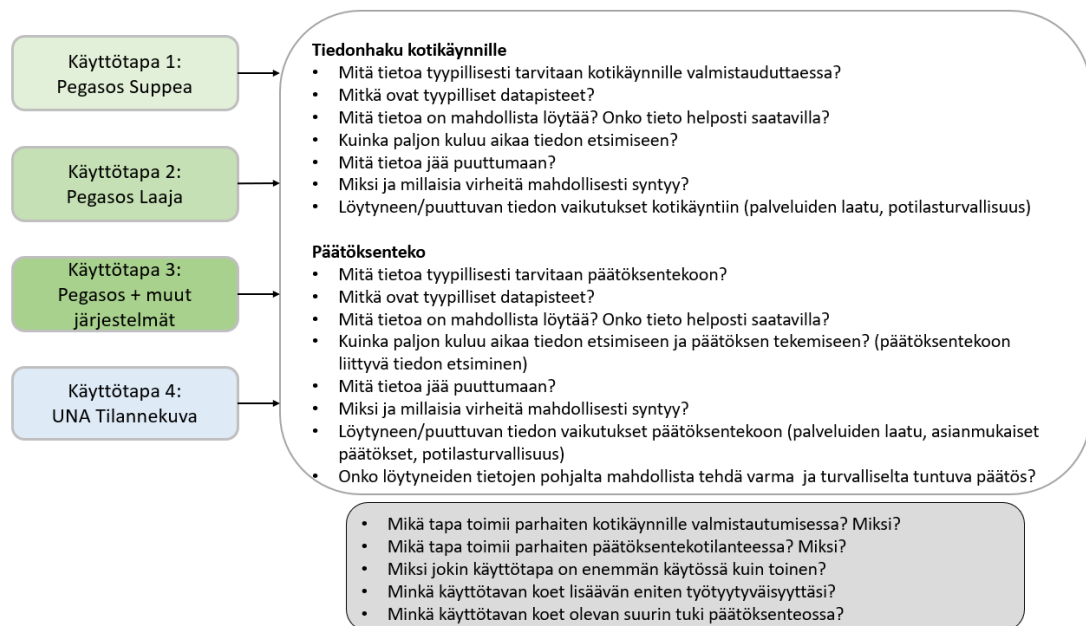 Käyttötapa 1:
Pegasos Suppea
Käyttötapa 2:
Pegasos Laaja
Käyttötapa 3:
Pegasos + muut
järjestelmät
Käyttötapa 4:
UNA Tilannekuva
Tiedonhaku kotikäynnille
• Mitä tietoa tyypillisesti tarvitaan kotikäynnille valmistauduttaessa?
• Mitkä ovat tyypilliset datapisteet?
• Mitä tietoa on mahdollista löytää? Onko tieto helposti saatavilla?
• Kuinka paljon kuluu aikaa tiedon etsimiseen?
• Mitä tietoa jää puuttumaan?
• Miksi ja millaisia virheitä mahdollisesti syntyy?
• Löytyneen/puuttuvan tiedon vaikutukset kotikäyntiin (palveluiden laatu, potilasturvallisuus)
Päätöksenteko
• Mitä tietoa tyypillisesti tarvitaan päätöksentekoon?
• Mitkä ovat tyypilliset datapisteet?
• Mitä tietoa on mahdollista löytää? Onko tieto helposti saatavilla?
• Kuinka paljon kuluu aikaa tiedon etsimiseen ja päätöksen tekemiseen? (päätöksentekoon
liittyvä tiedon etsiminen)
• Mitä tietoa jää puuttumaan?
• Miksi ja millaisia virheitä mahdollisesti syntyy?
• Löytyneen/puuttuvan tiedon vaikutukset päätöksentekoon (palveluiden laatu, asianmukaiset
päätökset, potilasturvallisuus)
• Onko löytyneiden tietojen pohjalta mahdollista tehdä varma ja turvalliselta tuntuva päätös?
• Mikä tapa toimii parhaiten kotikäynnille valmistautumisessa? Miksi?
• Mikä tapa toimii parhaiten päätöksentekotilanteessa? Miksi?
• Miksi jokin käyttötapa on enemmän käytössä kuin toinen?
• Minkä käyttötavan koet lisäävän eniten työtyytyväisyyttäsi?
• Minkä käyttötavan koet olevan suurin tuki päätöksenteossa?